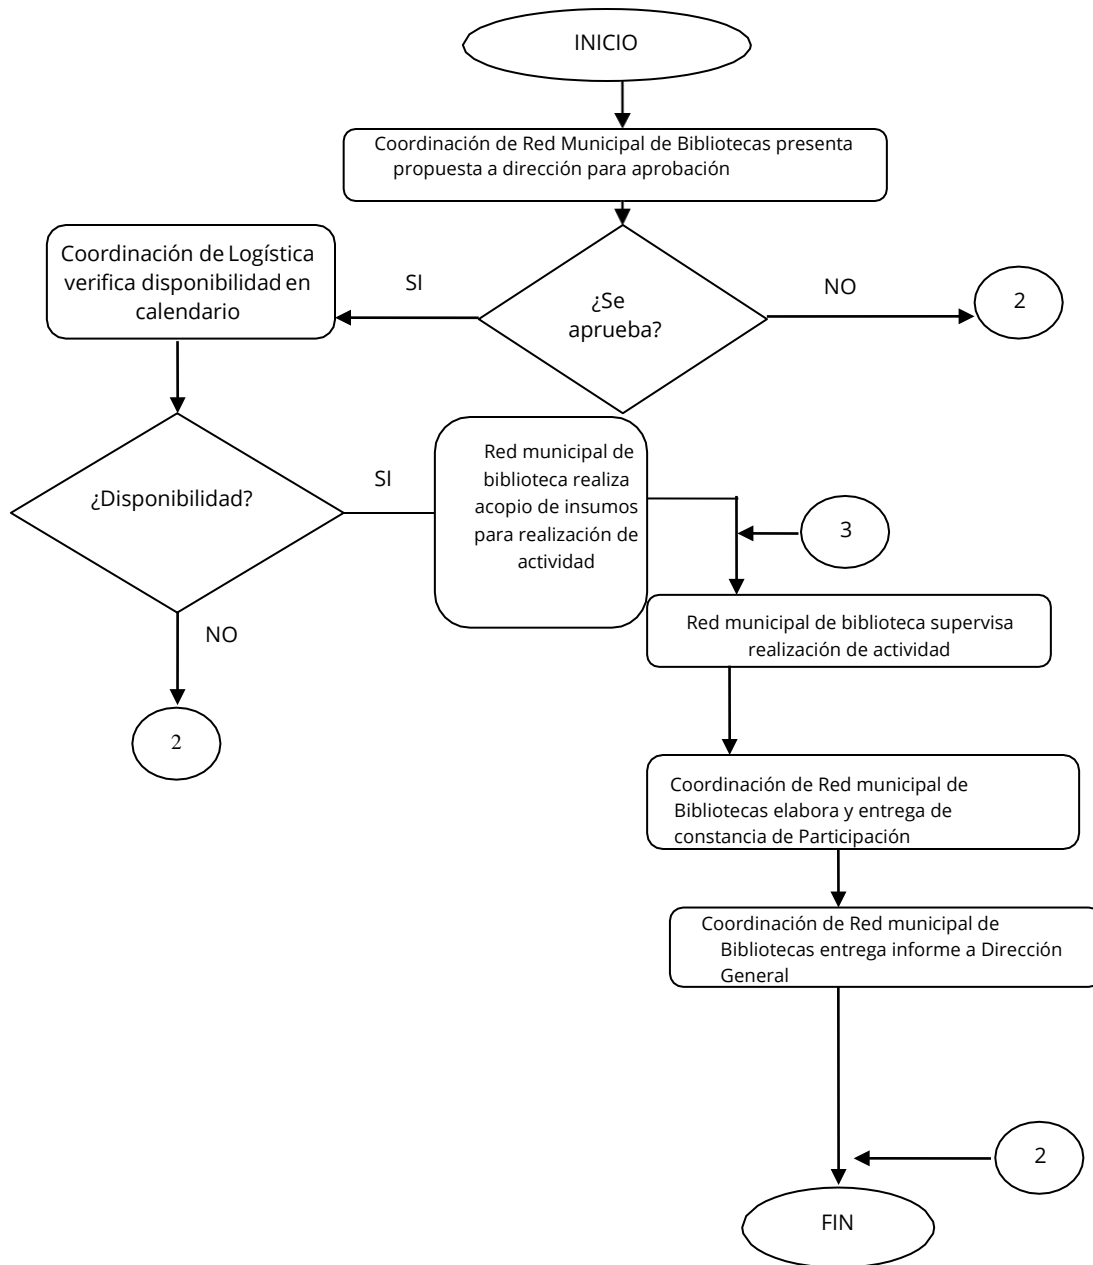 INICIO
Coordinación de Red Municipal de Bibliotecas presenta
propuesta a dirección para aprobación
Coordinación de Logística
verifica disponibilidad en
calendario
SI
¿Se
aprueba?
NO
2
¿Disponibilidad?
SI
Red municipal de
biblioteca realiza
acopio de insumos
para realización de
actividad
3
NO
Red municipal de biblioteca supervisa
realización de actividad
2
Coordinación de Red municipal de
Bibliotecas elabora y entrega de
constancia de Participación
Coordinación de Red municipal de
Bibliotecas entrega informe a Dirección
General
2
FIN